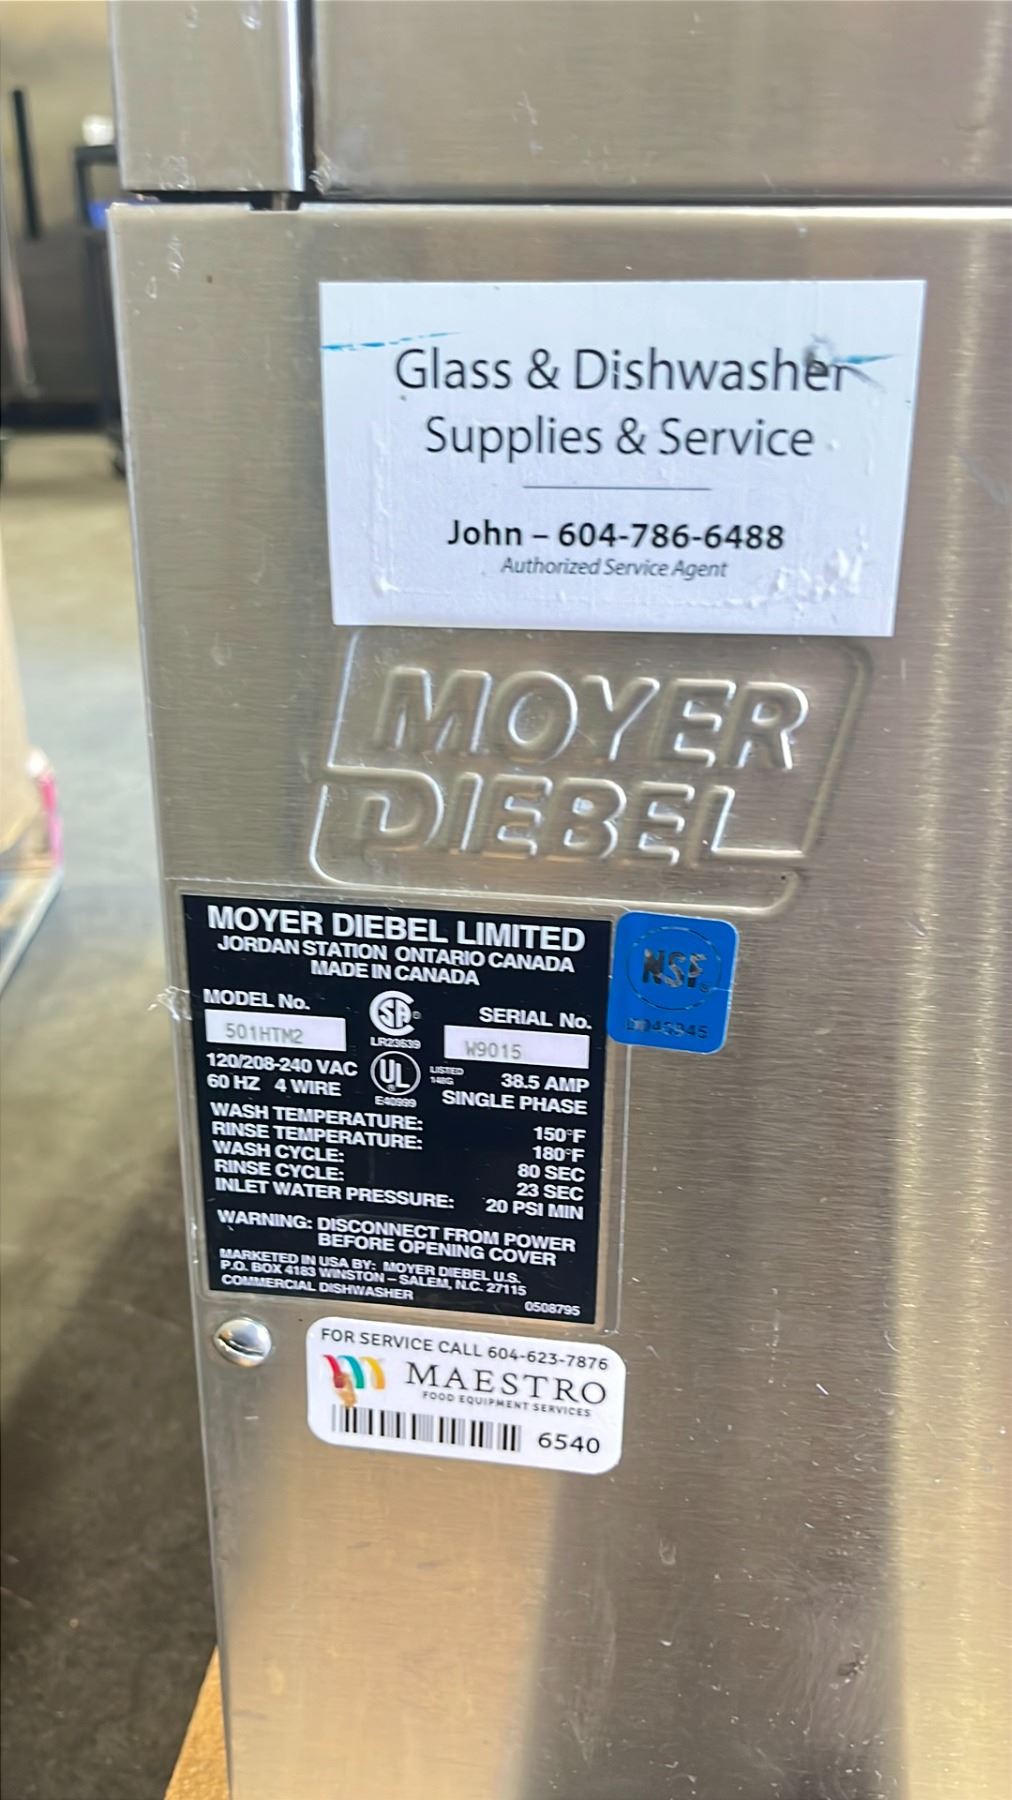 Glass & Dishwasher
Supplies & Service
John – 604-786-6488
Authorized Service Agent
MOYER
DIEBEL
MOYER DIEBEL LIMITED
JORDAN STATION ONTARIO CANADA
MADE IN CANADA
NSF
MODEL No.
SA
SERIAL No.
501HTM2
LR23639
W9015
120/208-240 VAC
UL
LISTED
38.5 AMP
60 HZ 4 WIRE
E40999
SINGLE PHASE
WASH TEMPERATURE: 150°F
RINSE TEMPERATURE: 180°F
WASH CYCLE: 80 SEC
RINSE CYCLE: 23 SEC
INLET WATER PRESSURE: 20 PSI MIN
WARNING: DISCONNECT FROM POWER
BEFORE OPENING COVER
MARKETED IN USA BY: MOYER DIEBEL U.S.
P.O. BOX 4183 WINSTON – SALEM, N.C. 27115
COMMERCIAL DISHWASHER
0508795
FOR SERVICE CALL 604-623-7876
MAESTRO
FOOD EQUIPMENT SERVICES
6540